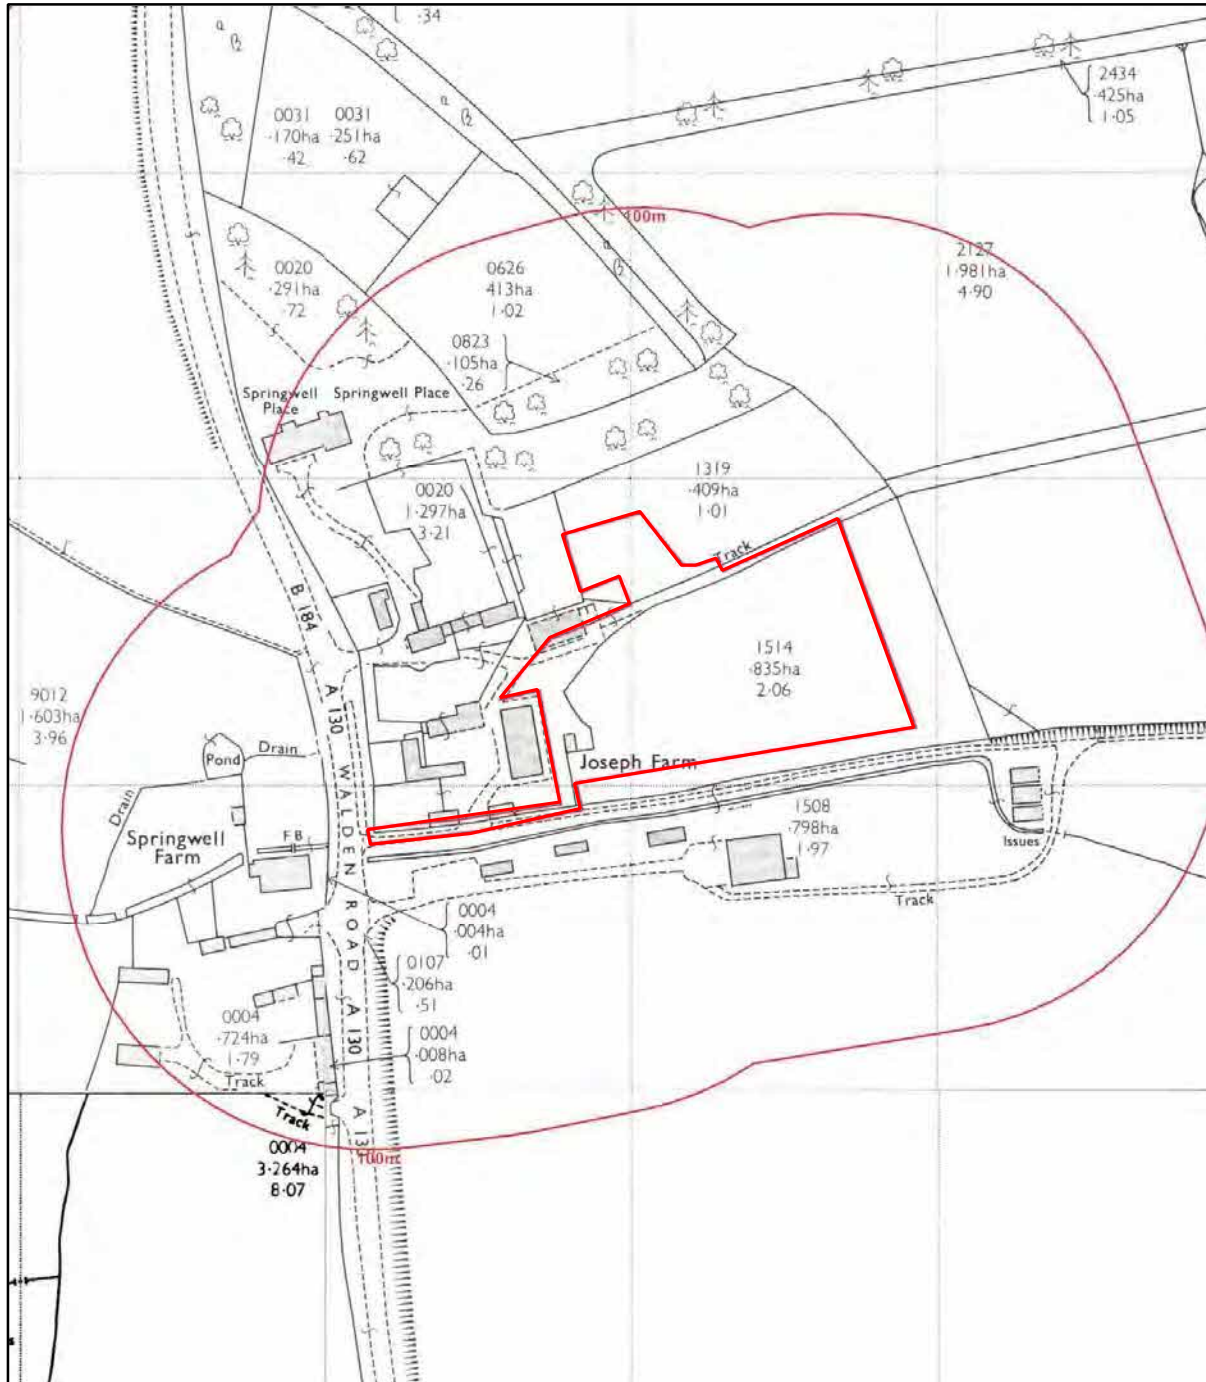 ·34
2434
·425ha
1·05
0031 0031
·170ha ·251ha
·42 ·62
100m
2127
1·981ha
4·90
0020
·291ha
·72
0626
413ha
1·02
0823
·105ha
·26
Springwell Place
Springwell Place
1319
·409ha
1·01
0020
1·297ha
3·21
Track
B 184
1514
·835ha
2·06
9012
1·603ha
3·96
A 130
Drain
Pond
Joseph Farm
Drain
WALDEN ROAD
1508
·798ha
1·97
Springwell
Farm
F B
Issues
Track
0004
·004ha
·01
0107
·206ha
·51
A 130
0004
·724ha
1·79
0004
·008ha
·02
Track
Track
A 13
100m
0004
3·264ha
8·07